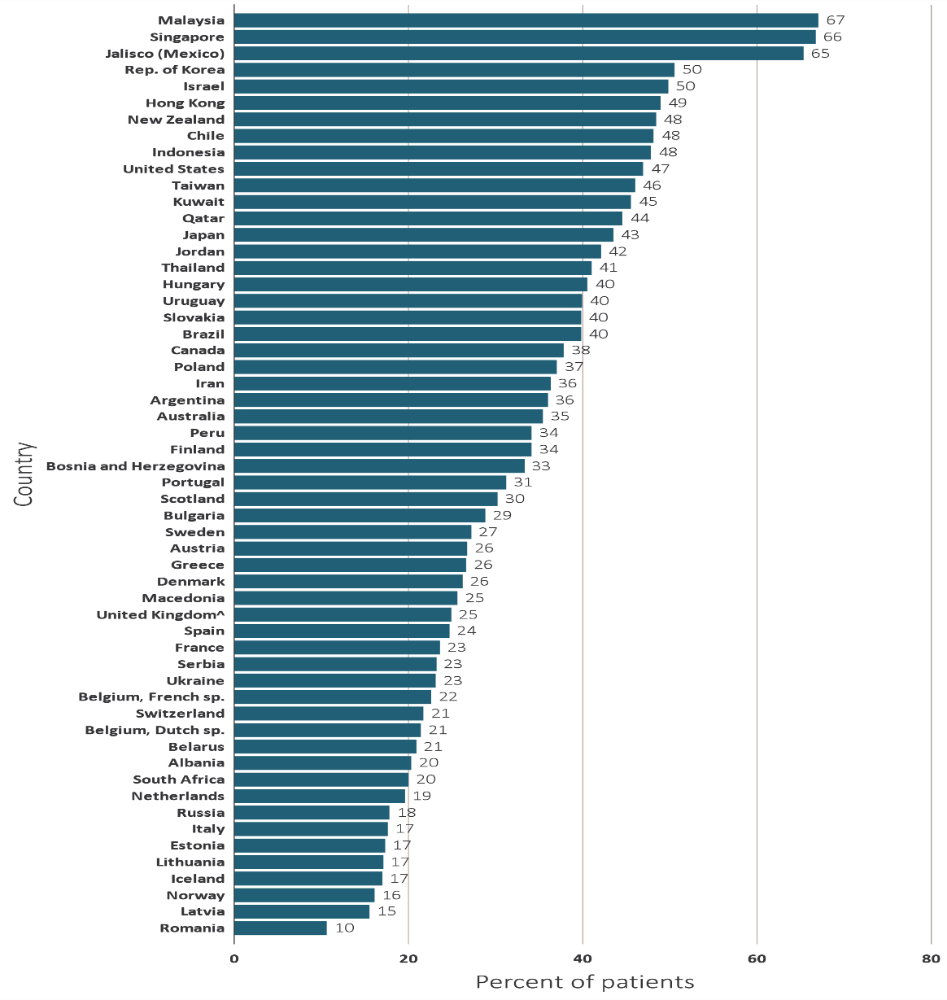 Malaysia 67
Singapore 66
Jalisco (Mexico) 65
Rep. of Korea 50
Israel 50
Hong Kong 49
New Zealand 48
Chile 48
Indonesia 48
United States 47
Taiwan 46
Kuwait 45
Qatar 44
Japan 43
Jordan 42
Thailand 41
Hungary 40
Uruguay 40
Slovakia 40
Brazil 40
Canada 38
Poland 37
Iran 36
Argentina 36
Australia 35
Peru 34
Finland 34
Bosnia and Herzegovina 33
Portugal 31
Scotland 30
Bulgaria 29
Sweden 27
Austria 26
Greece 26
Denmark 26
Macedonia 25
United Kingdom^ 25
Spain 24
France 23
Serbia 23
Ukraine 23
Belgium, French sp. 22
Switzerland 21
Belgium, Dutch sp. 21
Belarus 21
Albania 20
South Africa 20
Netherlands 19
Russia 18
Italy 17
Estonia 17
Lithuania 17
Iceland 17
Norway 16
Latvia 15
Romania 10
Country
0 20 40 60 80
Percent of patients